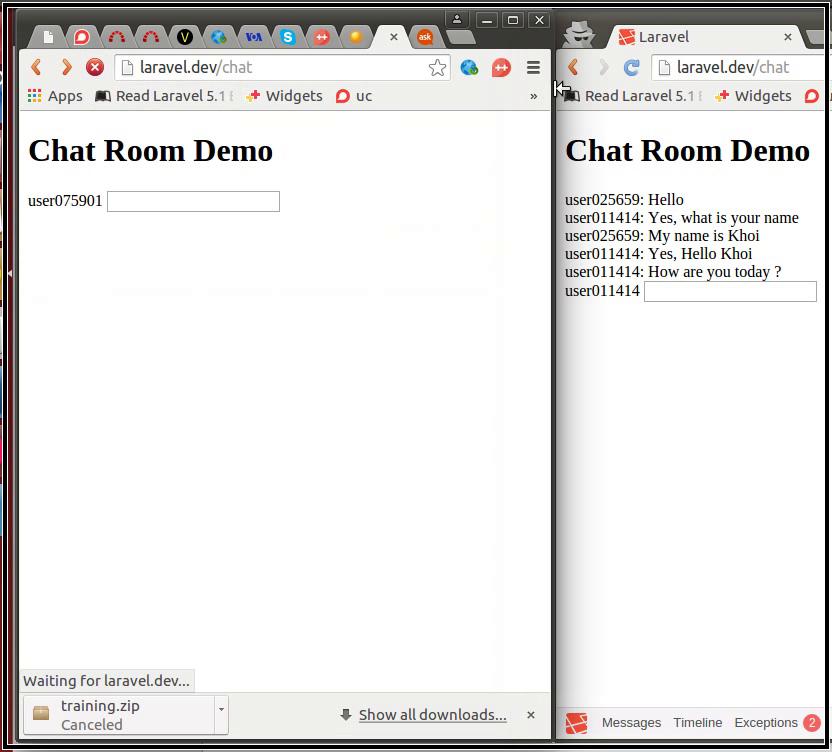 Laravel
V
VOA
S
++
ask
laravel.dev/chat
++
laravel.dev/chat
Apps
Read Laravel 5.1
Widgets
uc
»
Read Laravel 5.1
Widgets
Chat Room Demo
user075901
Chat Room Demo
user025659: Hello
user011414: Yes, what is your name
user025659: My name is Khoi
user011414: Yes, Hello Khoi
user011414: How are you today ?
user011414
Waiting for laravel.dev...
training.zip
Canceled
Show all downloads...
Messages
Timeline
Exceptions 2